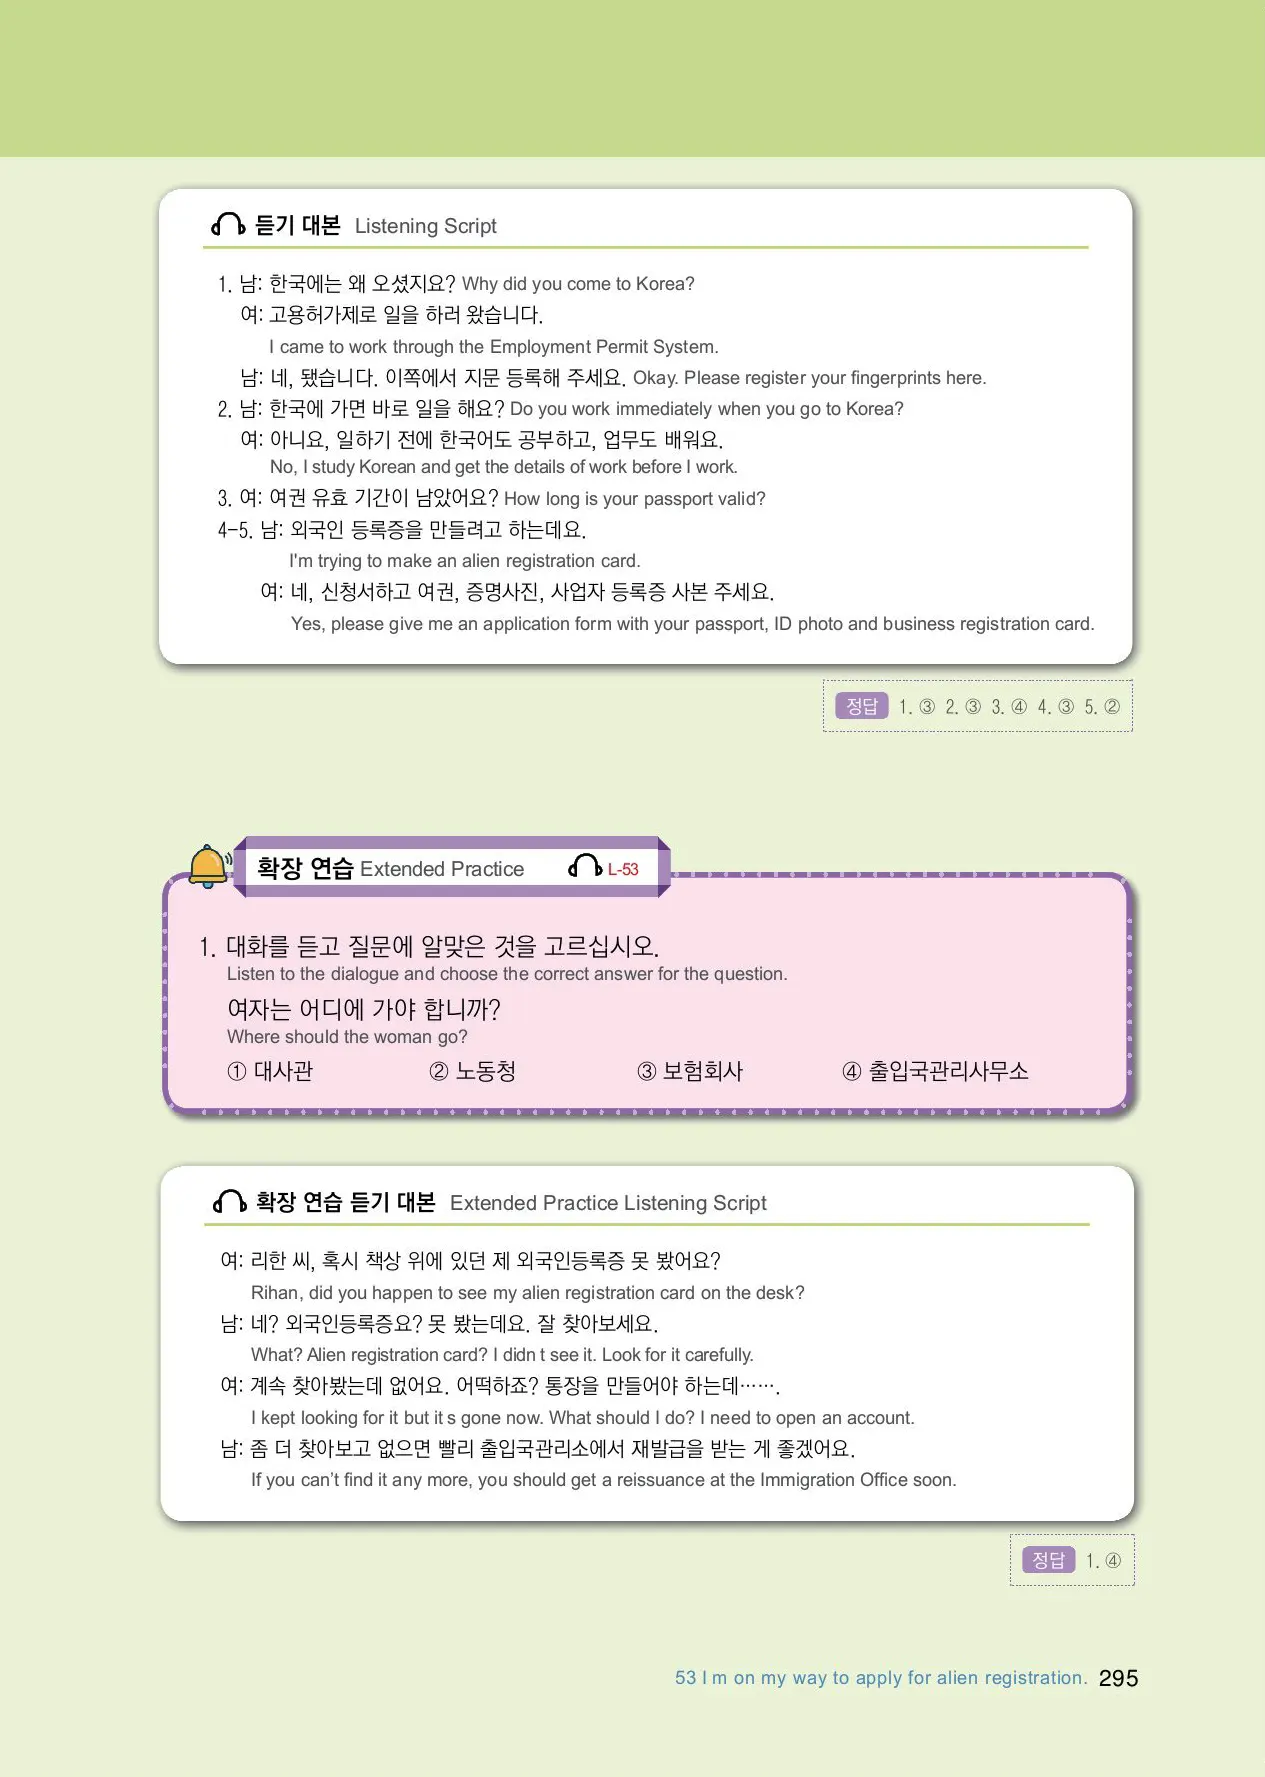 듣기 대본 Listening Script
1. 남: 한국에는 왜 오셨지요? Why did you come to Korea?
여: 고용허가제로 일을 하러 왔습니다.
I came to work through the Employment Permit System.
남: 네, 됐습니다. 이쪽에서 지문 등록해 주세요. Okay. Please register your fingerprints here.
2. 남: 한국에 가면 바로 일을 해요? Do you work immediately when you go to Korea?
여: 아니요, 일하기 전에 한국어도 공부하고, 업무도 배워요.
No, I study Korean and get the details of work before I work.
3. 여: 여권 유효 기간이 남았어요? How long is your passport valid?
4-5. 남: 외국인 등록증을 만들려고 하는데요.
I'm trying to make an alien registration card.
여: 네, 신청서하고 여권, 증명사진, 사업자 등록증 사본 주세요.
Yes, please give me an application form with your passport, ID photo and business registration card.
정답 1. ③ 2. ③ 3. ④ 4. ③ 5. ②
확장 연습 Extended Practice L-53
1. 대화를 듣고 질문에 알맞은 것을 고르십시오.
Listen to the dialogue and choose the correct answer for the question.
여자는 어디에 가야 합니까?
Where should the woman go?
① 대사관 ② 노동청 ③ 보험회사 ④ 출입국관리사무소
확장 연습 듣기 대본 Extended Practice Listening Script
여: 리한 씨, 혹시 책상 위에 있던 제 외국인등록증 못 봤어요?
Rihan, did you happen to see my alien registration card on the desk?
남: 네? 외국인등록증요? 못 봤는데요. 잘 찾아보세요.
What? Alien registration card? I didn t see it. Look for it carefully.
여: 계속 찾아봤는데 없어요. 어떡하죠? 통장을 만들어야 하는데…….
I kept looking for it but it s gone now. What should I do? I need to open an account.
남: 좀 더 찾아보고 없으면 빨리 출입국관리소에서 재발급을 받는 게 좋겠어요.
If you can’t find it any more, you should get a reissuance at the Immigration Office soon.
정답 1. ④
53 I m on my way to apply for alien registration. 295